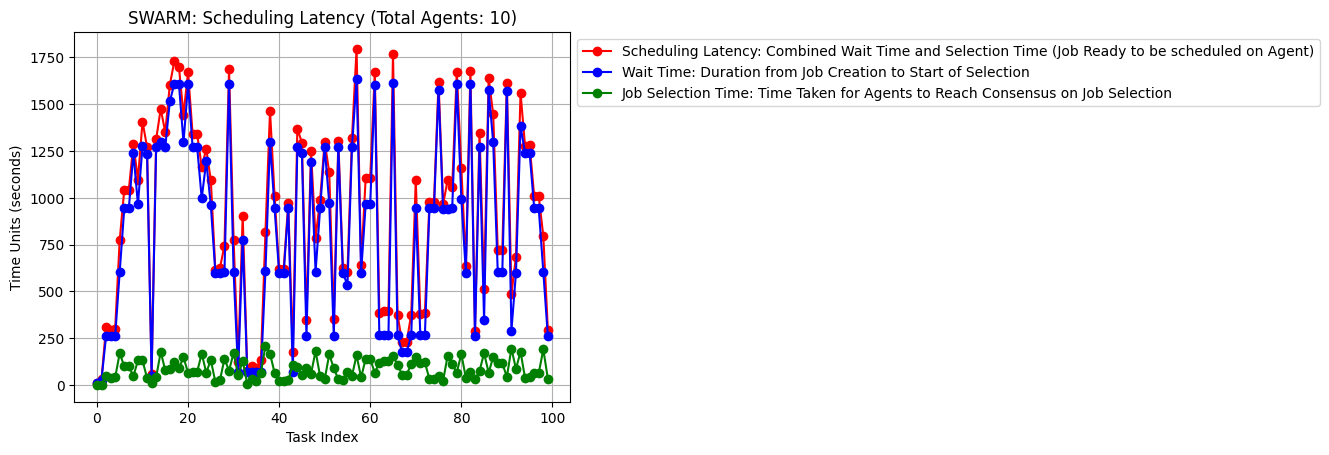 SWARM: Scheduling Latency (Total Agents: 10)
Scheduling Latency: Combined Wait Time and Selection Time (Job Ready to be scheduled on Agent)
Wait Time: Duration from Job Creation to Start of Selection
Job Selection Time: Time Taken for Agents to Reach Consensus on Job Selection
Time Units (seconds)
1750
1500
1250
1000
750
500
250
0
0 20 40 60 80 100
Task Index